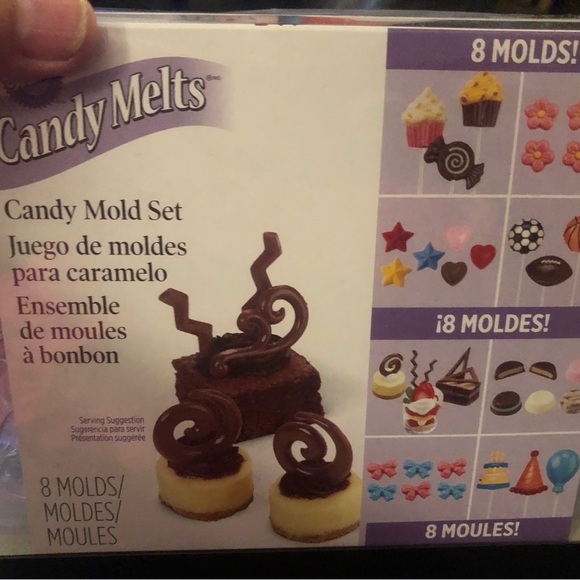 Candy Melts
Candy Mold Set
Juego de moldes
para caramelo
Ensemble
de moules
à bonbon
Serving Suggestion
Sugerencia para servir
Présentation suggérée
8 MOLDS/
MOLDES/
MOULES
8 MOLDS!
¡8 MOLDES!
8 MOULES!